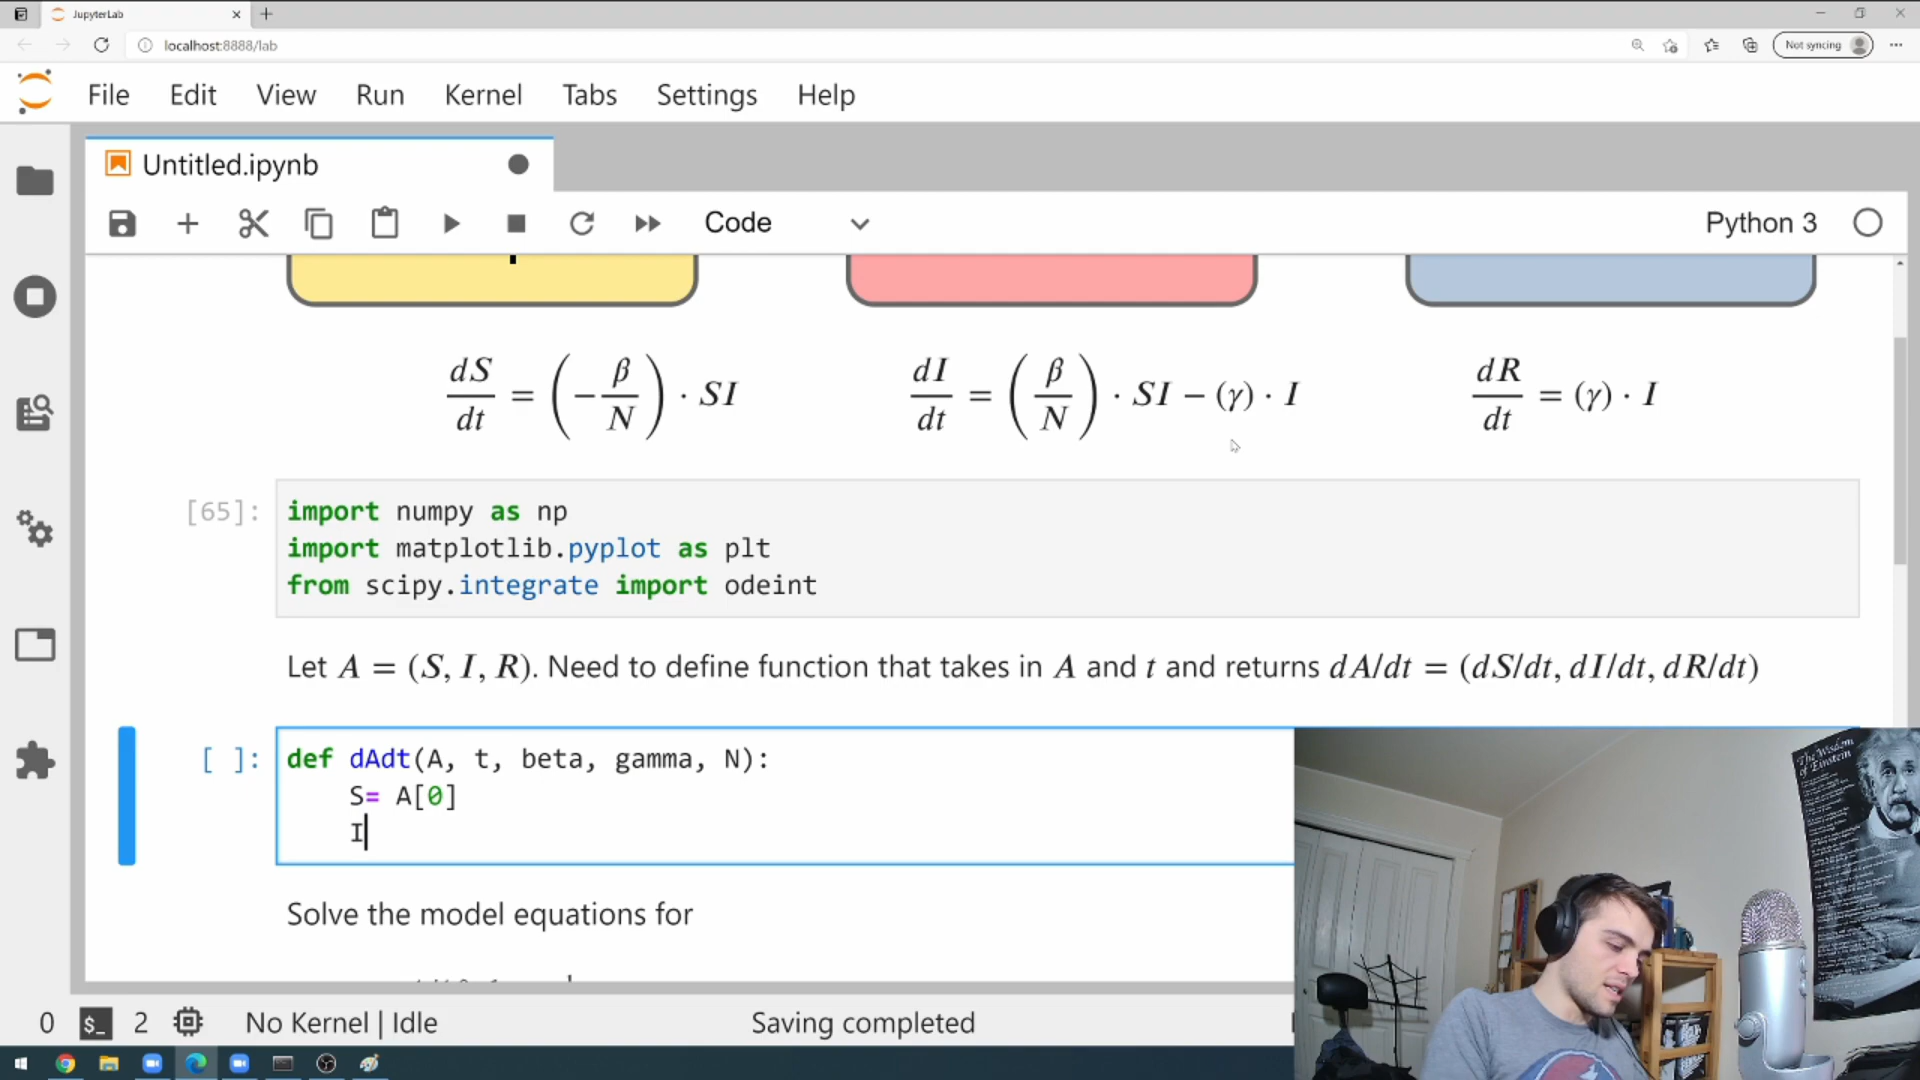 JupyterLab
localhost:8888/lab
Not syncing
File Edit View Run Kernel Tabs Settings Help
Untitled.ipynb
Code
Python 3
dS/dt = (−β/N) · SI
dI/dt = (β/N) · SI − (γ) · I
dR/dt = (γ) · I
[65]:
import numpy as np
import matplotlib.pyplot as plt
from scipy.integrate import odeint
Let A = (S, I, R). Need to define function that takes in A and t and returns dA/dt = (dS/dt, dI/dt, dR/dt)
[ ]:
def dAdt(A, t, beta, gamma, N):
S= A[0]
I
The Wisdom
of Einstein
Solve the model equations for
0 $_ 2 No Kernel | Idle
Saving completed